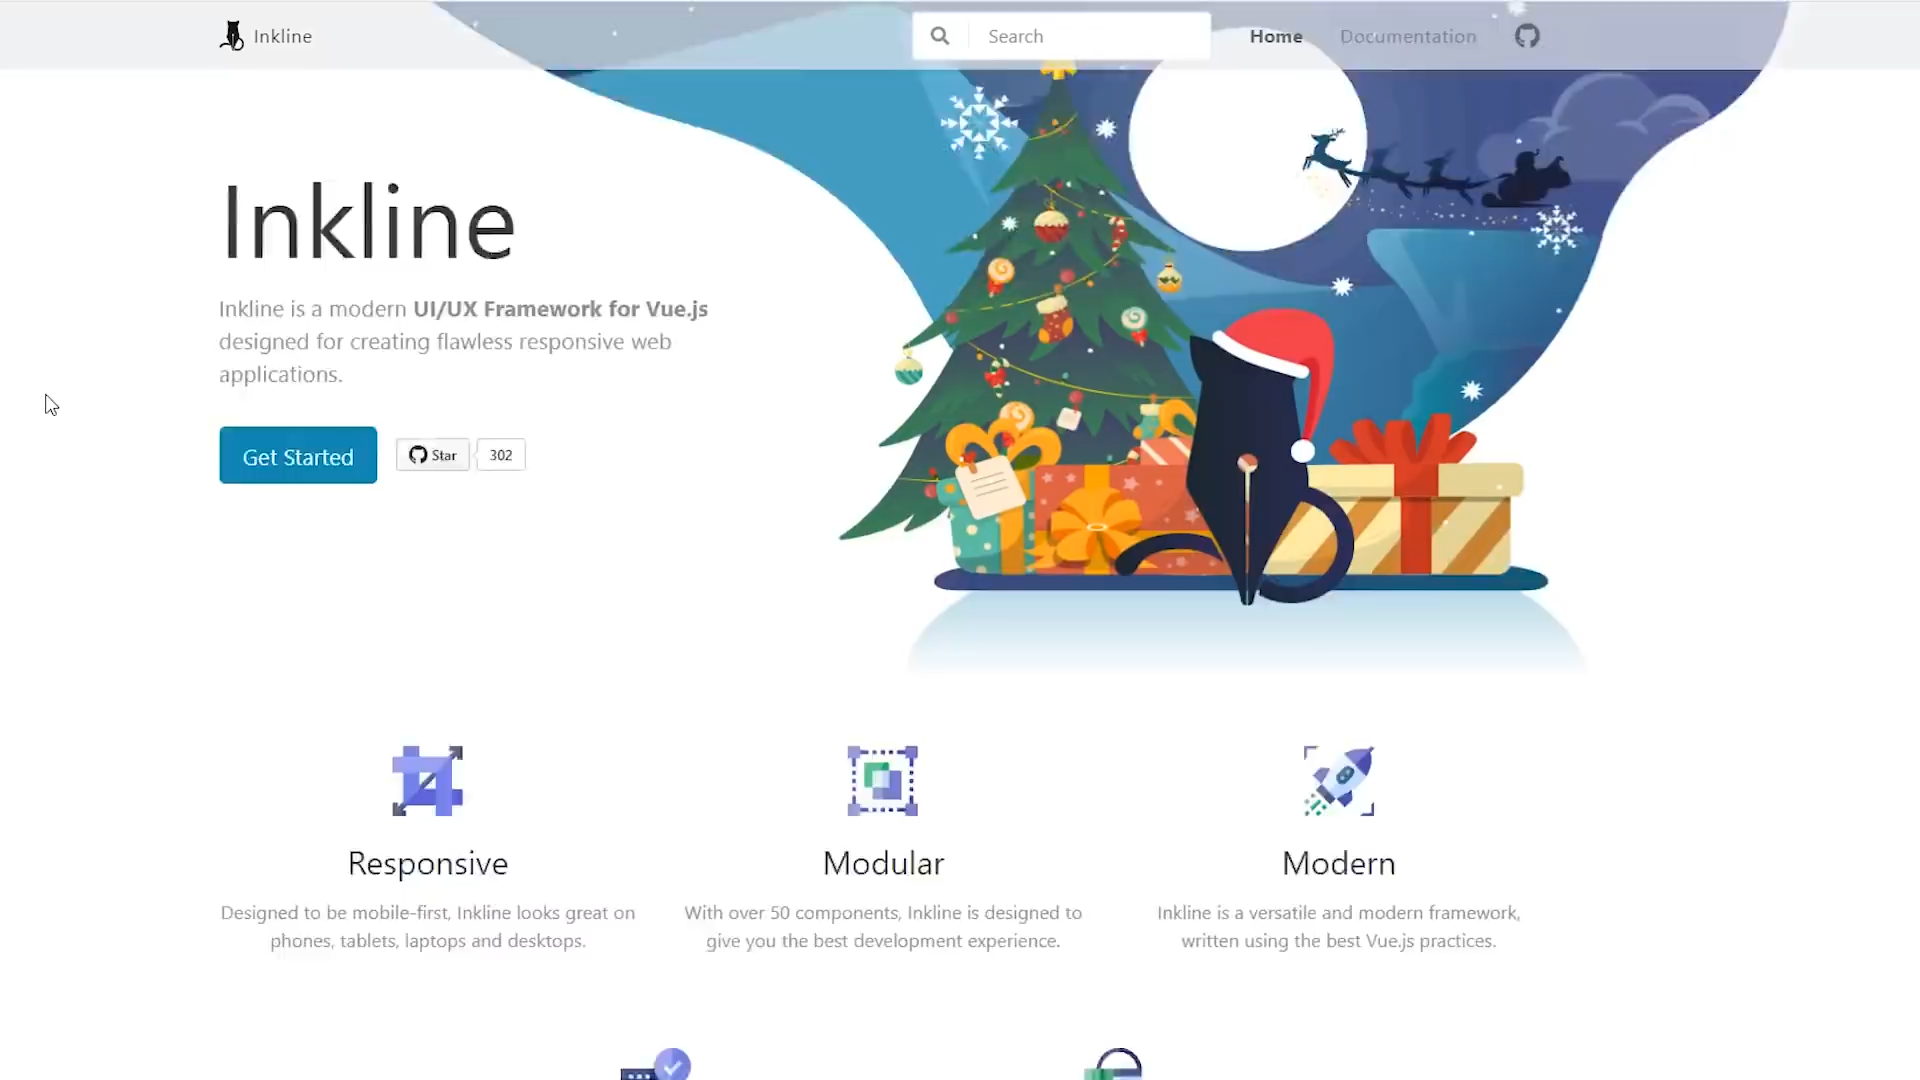 Inkline
Search
Home
Documentation
Inkline
Inkline is a modern UI/UX Framework for Vue.js
designed for creating flawless responsive web
applications.
Get Started
Star
302
Responsive
Designed to be mobile-first, Inkline looks great on
phones, tablets, laptops and desktops.
Modular
With over 50 components, Inkline is designed to
give you the best development experience.
Modern
Inkline is a versatile and modern framework,
written using the best Vue.js practices.